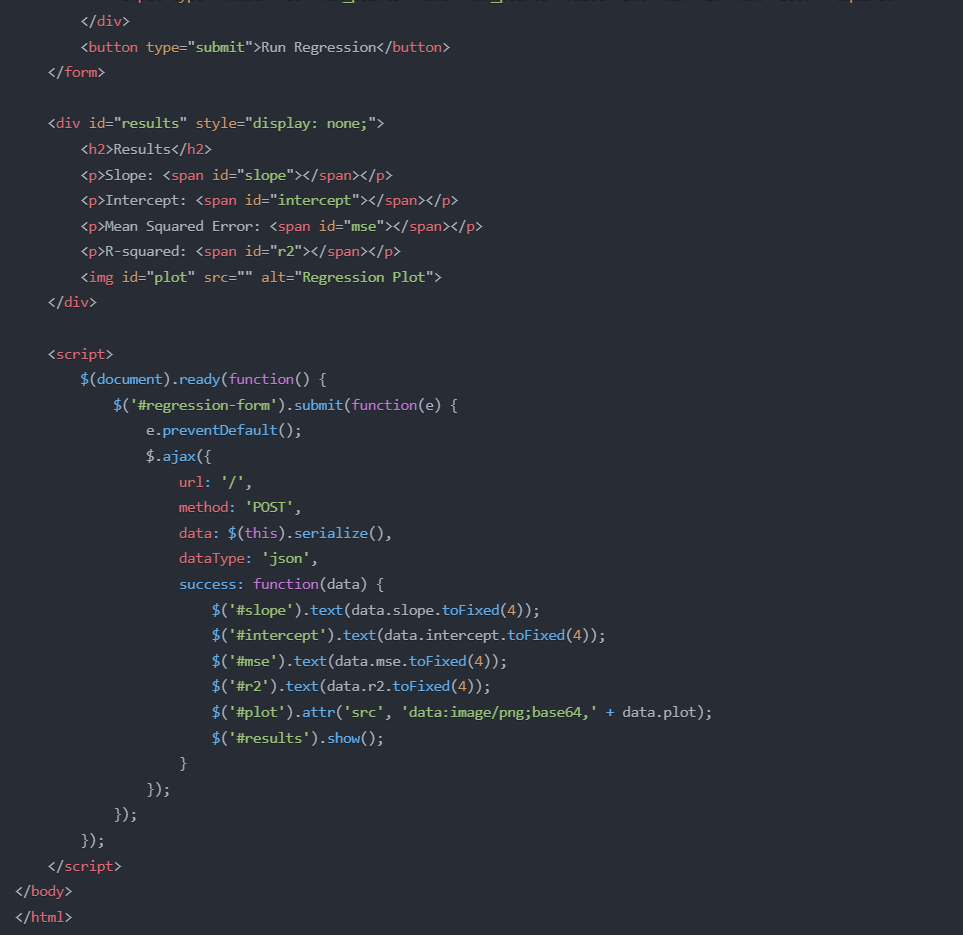 </div>
<button type="submit">Run Regression</button>
</form>
<div id="results" style="display: none;">
<h2>Results</h2>
<p>Slope: <span id="slope"></span></p>
<p>Intercept: <span id="intercept"></span></p>
<p>Mean Squared Error: <span id="mse"></span></p>
<p>R-squared: <span id="r2"></span></p>
<img id="plot" src="" alt="Regression Plot">
</div>
<script>
$(document).ready(function() {
$('#regression-form').submit(function(e) {
e.preventDefault();
$.ajax({
url: '/',
method: 'POST',
data: $(this).serialize(),
dataType: 'json',
success: function(data) {
$('#slope').text(data.slope.toFixed(4));
$('#intercept').text(data.intercept.toFixed(4));
$('#mse').text(data.mse.toFixed(4));
$('#r2').text(data.r2.toFixed(4));
$('#plot').attr('src', 'data:image/png;base64,' + data.plot);
$('#results').show();
}
});
});
});
</script>
</body>
</html>